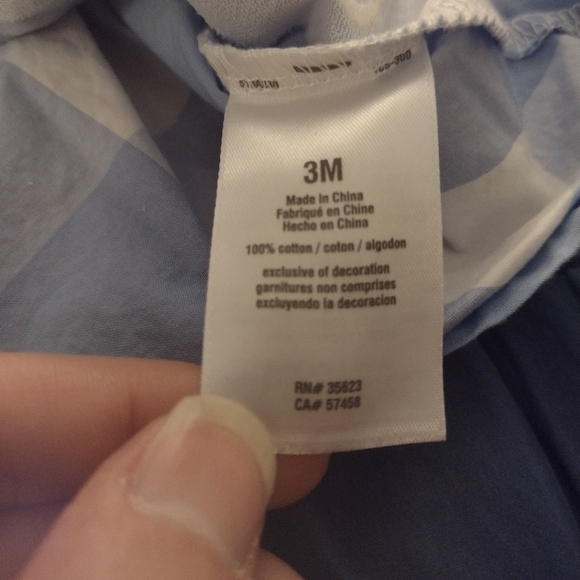 3M
Made in China
Fabriqué en Chine
Hecho en China
100% cotton / coton / algodon
exclusive of decoration
garnitures non comprises
excluyendo la decoracion
RN# 35623
CA# 57458